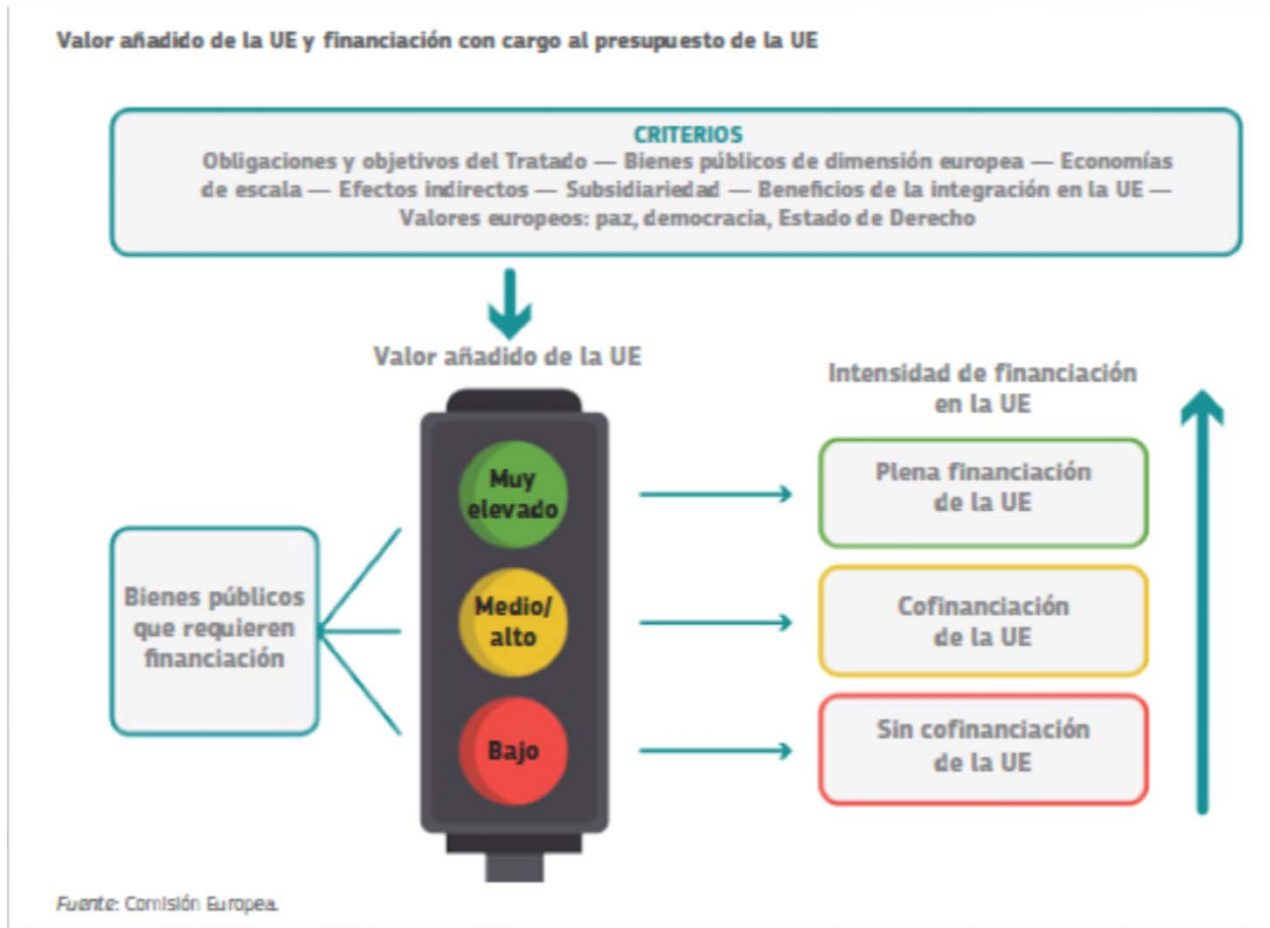 Valor añadido de la UE y financiación con cargo al presupuesto de la UE
CRITERIOS
Obligaciones y objetivos del Tratado — Bienes públicos de dimensión europea — Economías
de escala — Efectos indirectos — Subsidiariedad — Beneficios de la integración en la UE —
Valores europeos: paz, democracia, Estado de Derecho
Valor añadido de la UE
Intensidad de financiación
en la UE
Muy
elevado
Plena financiación
de la UE
Bienes públicos
que requieren
financiación
Medio/
alto
Cofinanciación
de la UE
Bajo
Sin cofinanciación
de la UE
Fuente: Comisión Europea.